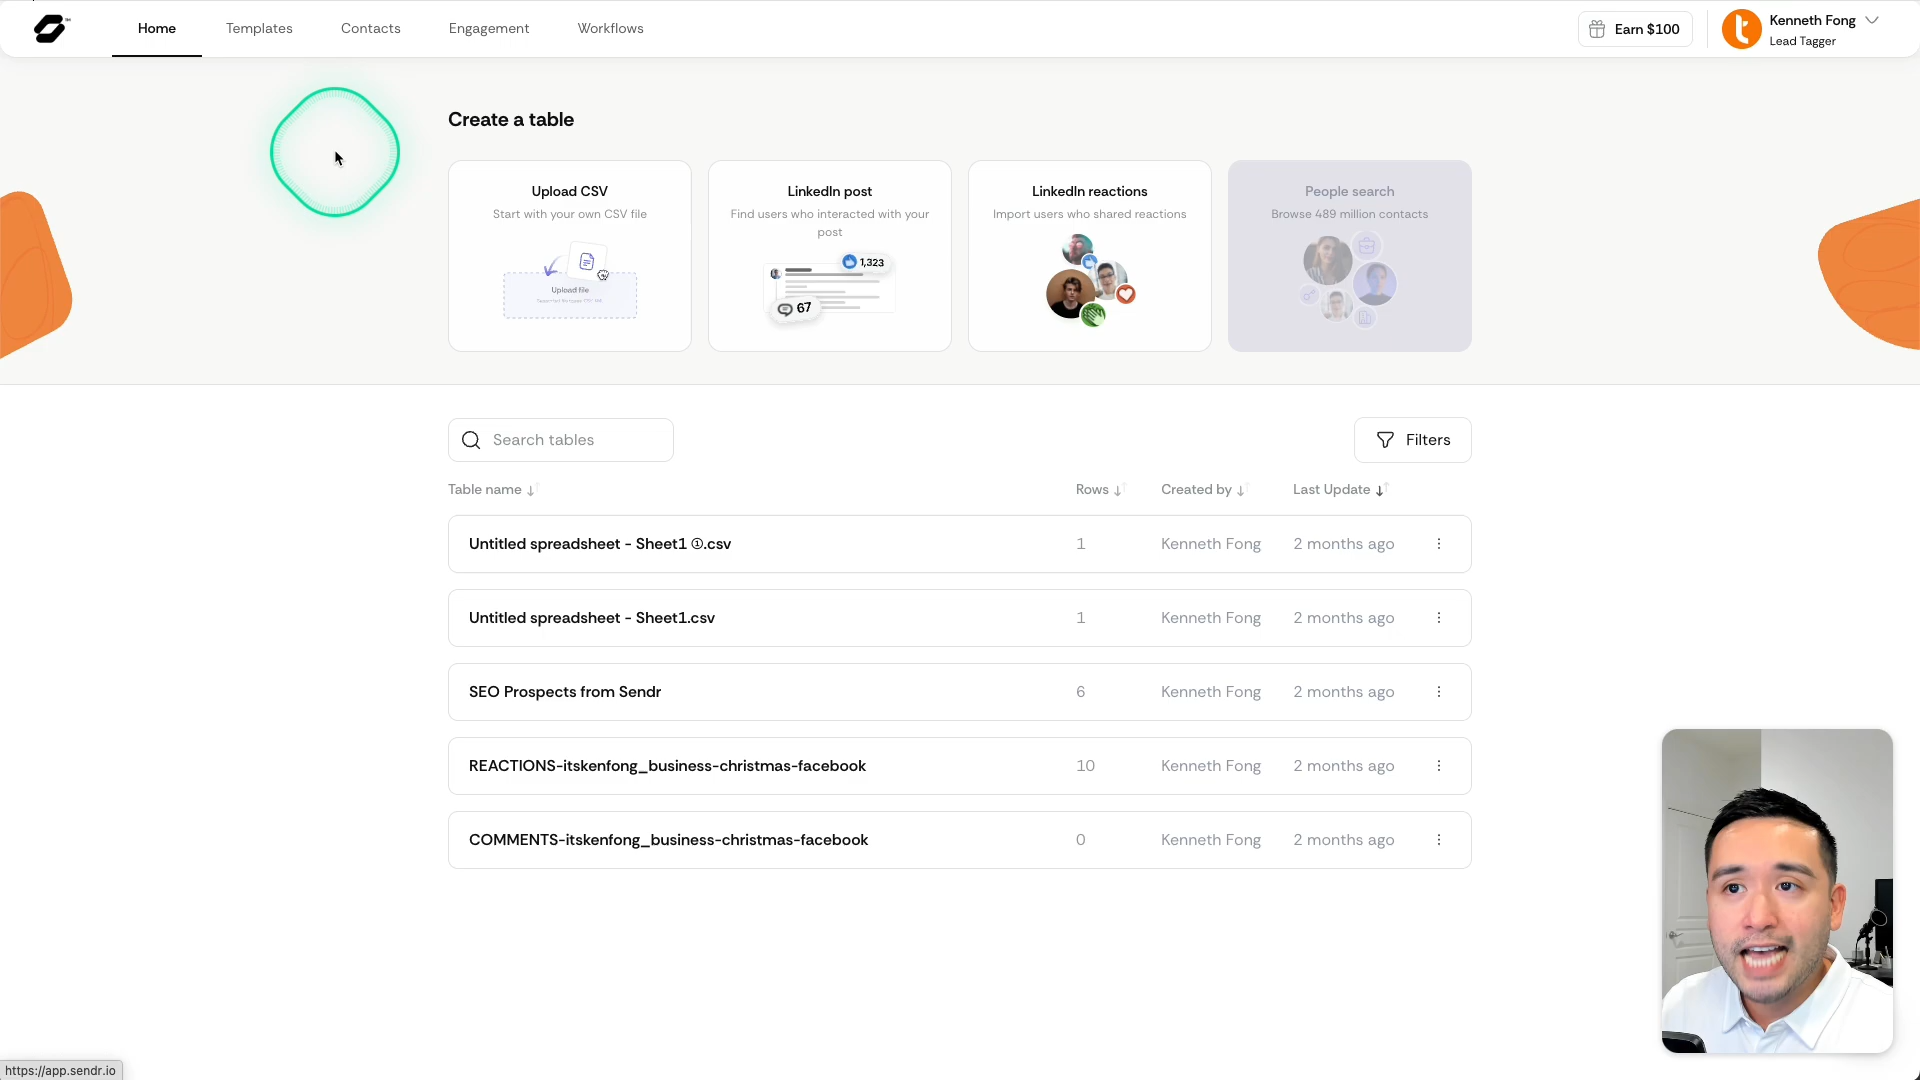 Home
Templates
Contacts
Engagement
Workflows
Earn $100
Kenneth Fong
Lead Tagger
Create a table
Upload CSV
Start with your own CSV file
Upload file
LinkedIn post
Find users who interacted with your
post
1,323
67
LinkedIn reactions
Import users who shared reactions
People search
Browse 489 million contacts
Search tables
Filters
Table name
Rows
Created by
Last Update
Untitled spreadsheet - Sheet1 ①.csv
1
Kenneth Fong
2 months ago
Untitled spreadsheet - Sheet1.csv
1
Kenneth Fong
2 months ago
SEO Prospects from Sendr
6
Kenneth Fong
2 months ago
REACTIONS-itskenfong_business-christmas-facebook
10
Kenneth Fong
2 months ago
COMMENTS-itskenfong_business-christmas-facebook
0
Kenneth Fong
2 months ago
https://app.sendr.io